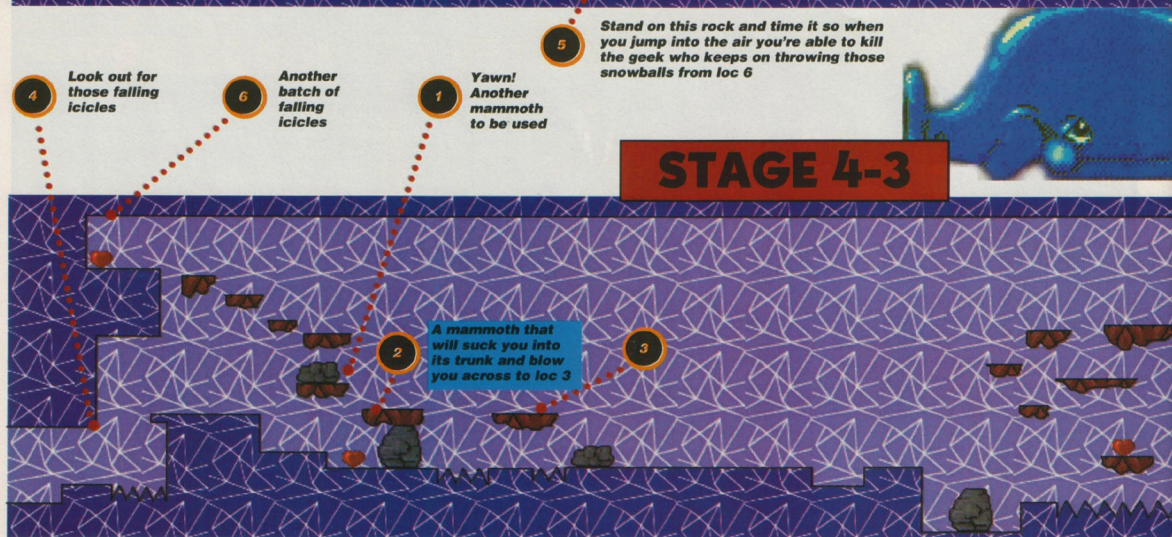 5
Stand on this rock and time it so when
you jump into the air you're able to kill
the geek who keeps on throwing those
snowballs from loc 6
4
Look out for
those falling
icicles
6
Another
batch of
falling
icicles
1
Yawn!
Another
mammoth
to be used
STAGE 4-3
2
A mammoth that
will suck you into
its trunk and blow
you across to loc 3
3